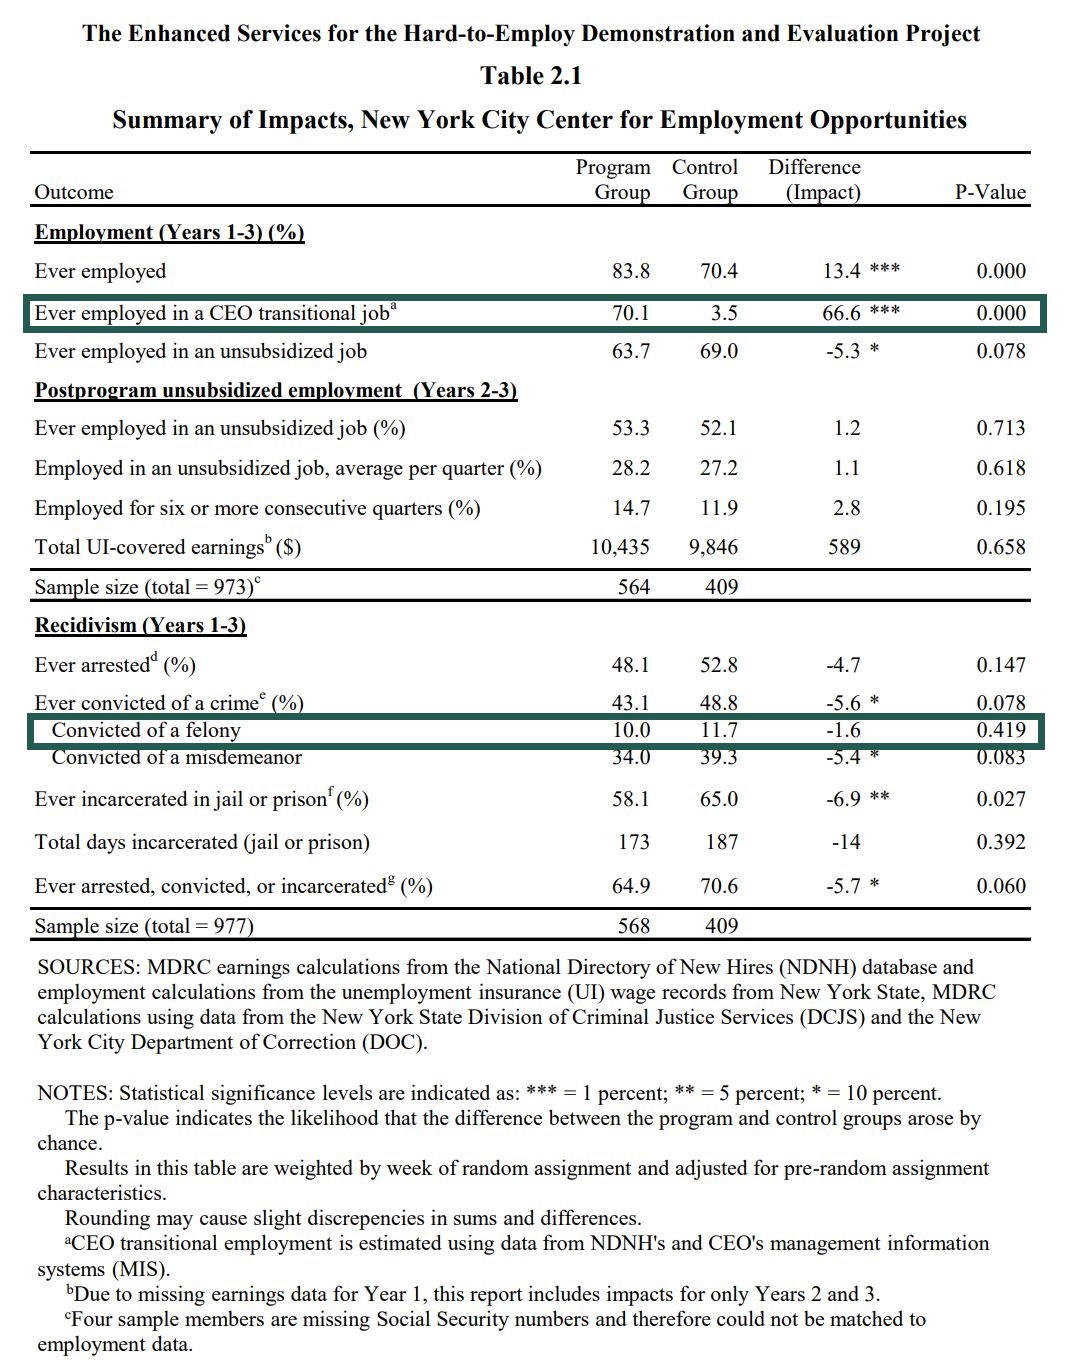 The Enhanced Services for the Hard-to-Employ Demonstration and Evaluation Project
Table 2.1
Summary of Impacts, New York City Center for Employment Opportunities
Program Control Difference
Outcome Group Group (Impact) P-Value
Employment (Years 1-3) (%)
Ever employed 83.8 70.4 13.4 *** 0.000
Ever employed in a CEO transitional jobᵃ 70.1 3.5 66.6 *** 0.000
Ever employed in an unsubsidized job 63.7 69.0 -5.3 * 0.078
Postprogram unsubsidized employment (Years 2-3)
Ever employed in an unsubsidized job (%) 53.3 52.1 1.2 0.713
Employed in an unsubsidized job, average per quarter (%) 28.2 27.2 1.1 0.618
Employed for six or more consecutive quarters (%) 14.7 11.9 2.8 0.195
Total UI-covered earningsᵇ ($) 10,435 9,846 589 0.658
Sample size (total = 973)ᶜ 564 409
Recidivism (Years 1-3)
Ever arrestedᵈ (%) 48.1 52.8 -4.7 0.147
Ever convicted of a crimeᵉ (%) 43.1 48.8 -5.6 * 0.078
Convicted of a felony 10.0 11.7 -1.6 0.419
Convicted of a misdemeanor 34.0 39.3 -5.4 * 0.083
Ever incarcerated in jail or prisonᶠ (%) 58.1 65.0 -6.9 ** 0.027
Total days incarcerated (jail or prison) 173 187 -14 0.392
Ever arrested, convicted, or incarceratedᵍ (%) 64.9 70.6 -5.7 * 0.060
Sample size (total = 977) 568 409
SOURCES: MDRC earnings calculations from the National Directory of New Hires (NDNH) database and
employment calculations from the unemployment insurance (UI) wage records from New York State, MDRC
calculations using data from the New York State Division of Criminal Justice Services (DCJS) and the New
York City Department of Correction (DOC).
NOTES: Statistical significance levels are indicated as: *** = 1 percent; ** = 5 percent; * = 10 percent.
The p-value indicates the likelihood that the difference between the program and control groups arose by
chance.
Results in this table are weighted by week of random assignment and adjusted for pre-random assignment
characteristics.
Rounding may cause slight discrepancies in sums and differences.
ᵃCEO transitional employment is estimated using data from NDNH's and CEO's management information
systems (MIS).
ᵇDue to missing earnings data for Year 1, this report includes impacts for only Years 2 and 3.
ᶜFour sample members are missing Social Security numbers and therefore could not be matched to
employment data.